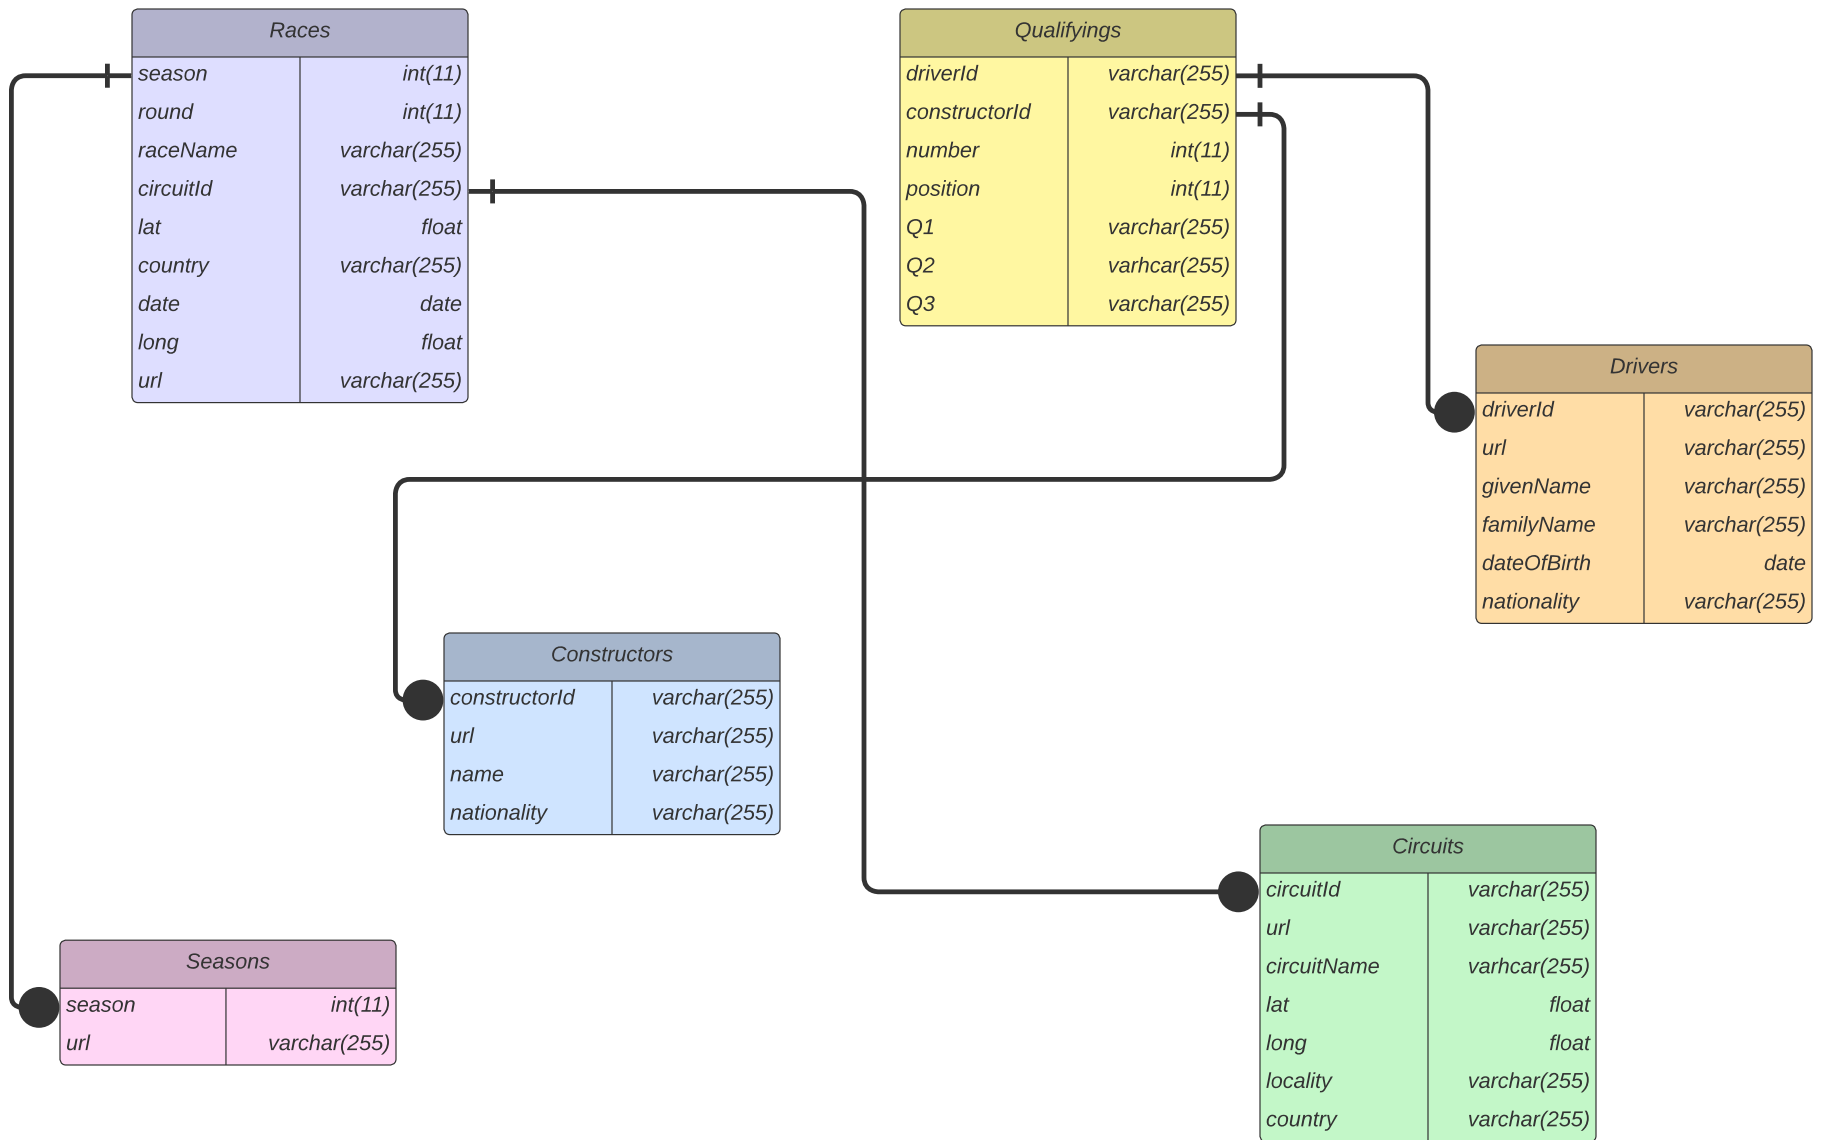 Races
season int(11)
round int(11)
raceName varchar(255)
circuitId varchar(255)
lat float
country varchar(255)
date date
long float
url varchar(255)
Qualifyings
driverId varchar(255)
constructorId varchar(255)
number int(11)
position int(11)
Q1 varchar(255)
Q2 varhcar(255)
Q3 varchar(255)
Drivers
driverId varchar(255)
url varchar(255)
givenName varchar(255)
familyName varchar(255)
dateOfBirth date
nationality varchar(255)
Constructors
constructorId varchar(255)
url varchar(255)
name varchar(255)
nationality varchar(255)
Circuits
circuitId varchar(255)
url varchar(255)
circuitName varhcar(255)
lat float
long float
locality varchar(255)
country varchar(255)
Seasons
season int(11)
url varchar(255)